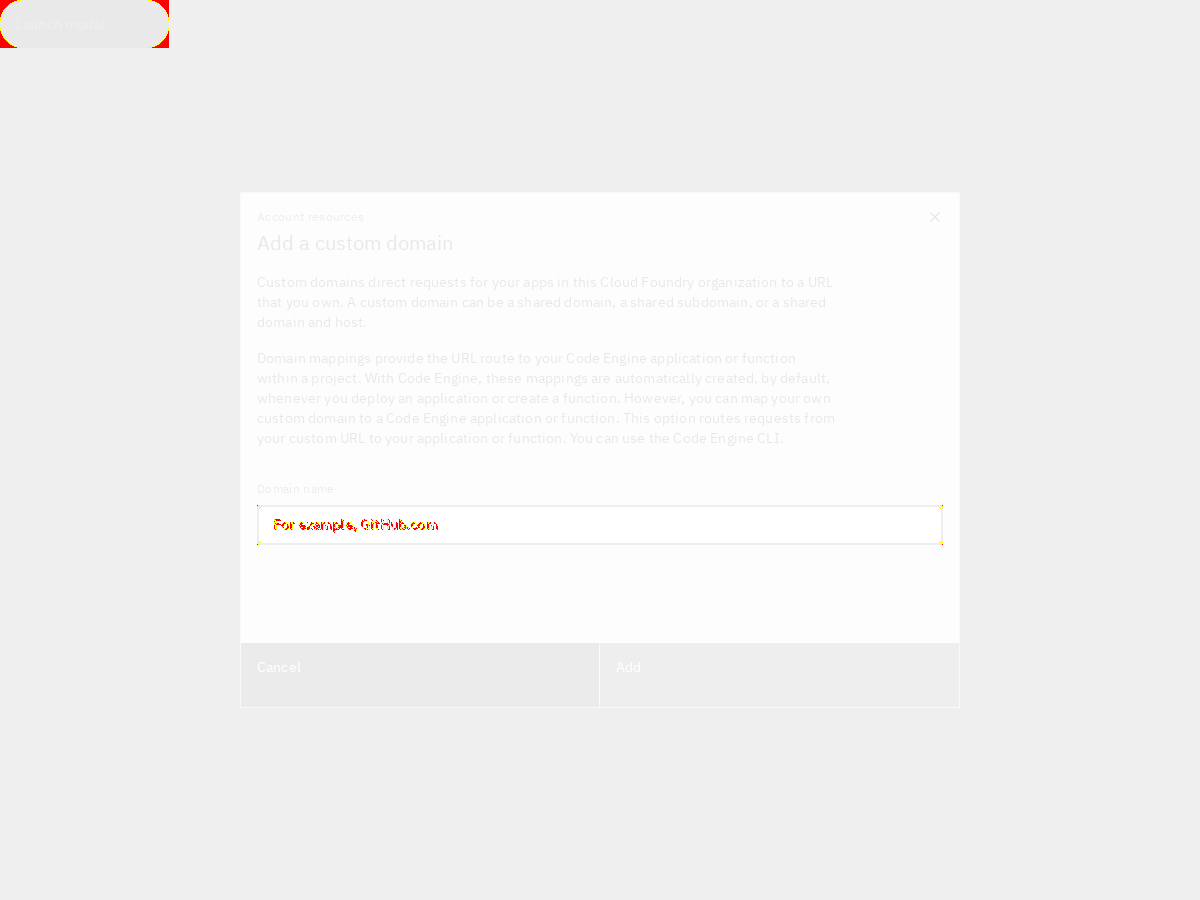 Launch modal
Account resources
Add a custom domain
Custom domains direct requests for your apps in this Cloud Foundry organization to a URL
that you own. A custom domain can be a shared domain, a shared subdomain, or a shared
domain and host.
Domain mappings provide the URL route to your Code Engine application or function
within a project. With Code Engine, these mappings are automatically created, by default,
whenever you deploy an application or create a function. However, you can map your own
custom domain to a Code Engine application or function. This option routes requests from
your custom URL to your application or function. You can use the Code Engine CLI.
Domain name
For example, GitHub.com
Cancel
Add